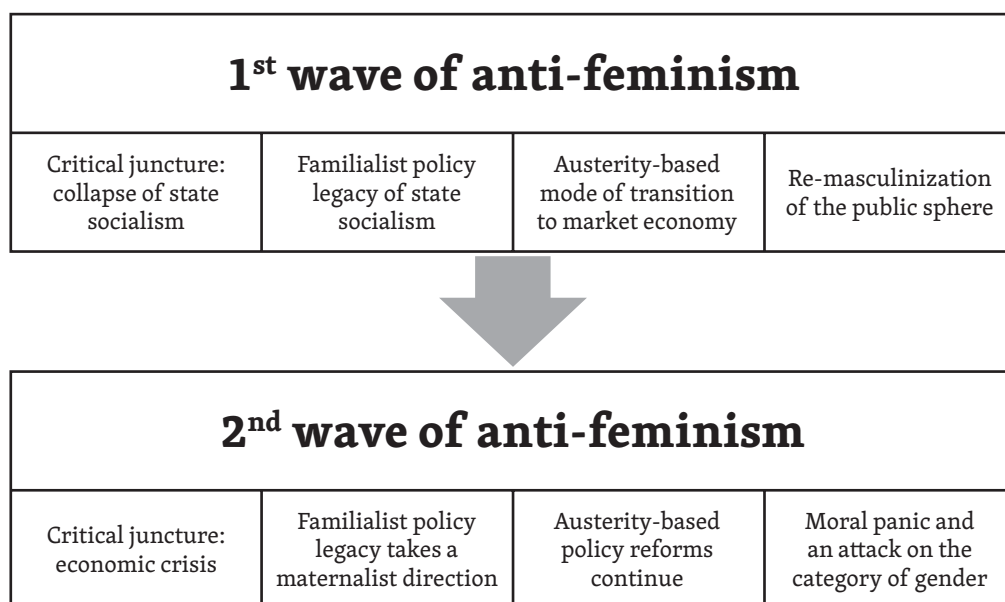 1st wave of anti-feminism
Critical juncture:
collapse of state
socialism
Familialist policy
legacy of state
socialism
Austerity-based
mode of transition
to market economy
Re-masculinization
of the public sphere
2nd wave of anti-feminism
Critical juncture:
economic crisis
Familialist policy
legacy takes a
maternalist direction
Austerity-based
policy reforms
continue
Moral panic and
an attack on the
category of gender